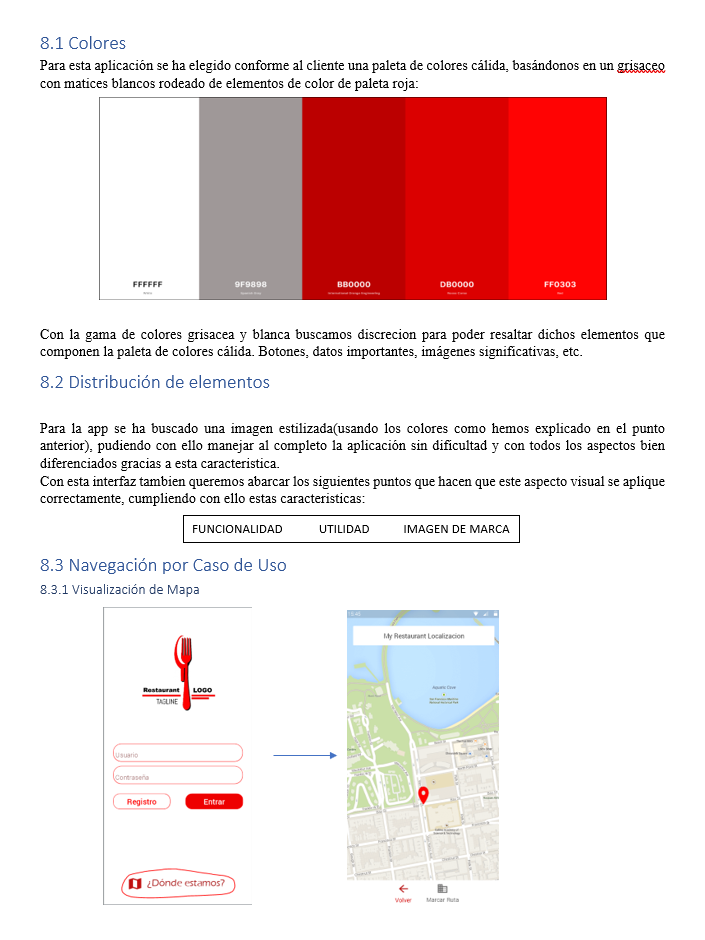 8.1 Colores
Para esta aplicación se ha elegido conforme al cliente una paleta de colores cálida, basándonos en un grisaceo
con matices blancos rodeado de elementos de color de paleta roja:
FFFFFF 9F9898 BB0000 DB0000 FF0303
Con la gama de colores grisacea y blanca buscamos discrecion para poder resaltar dichos elementos que
componen la paleta de colores cálida. Botones, datos importantes, imágenes significativas, etc.
8.2 Distribución de elementos
Para la app se ha buscado una imagen estilizada(usando los colores como hemos explicado en el punto
anterior), pudiendo con ello manejar al completo la aplicación sin dificultad y con todos los aspectos bien
diferenciados gracias a esta caracteristica.
Con esta interfaz tambien queremos abarcar los siguientes puntos que hacen que este aspecto visual se aplique
correctamente, cumpliendo con ello estas caracteristicas:
FUNCIONALIDAD UTILIDAD IMAGEN DE MARCA
8.3 Navegación por Caso de Uso
8.3.1 Visualización de Mapa
Restaurant LOGO
TAGLINE
Usuario
Contraseña
Registro Entrar
¿Dónde estamos?
My Restaurant Localizacion
Aquatic Cove
Volver Marcar Ruta